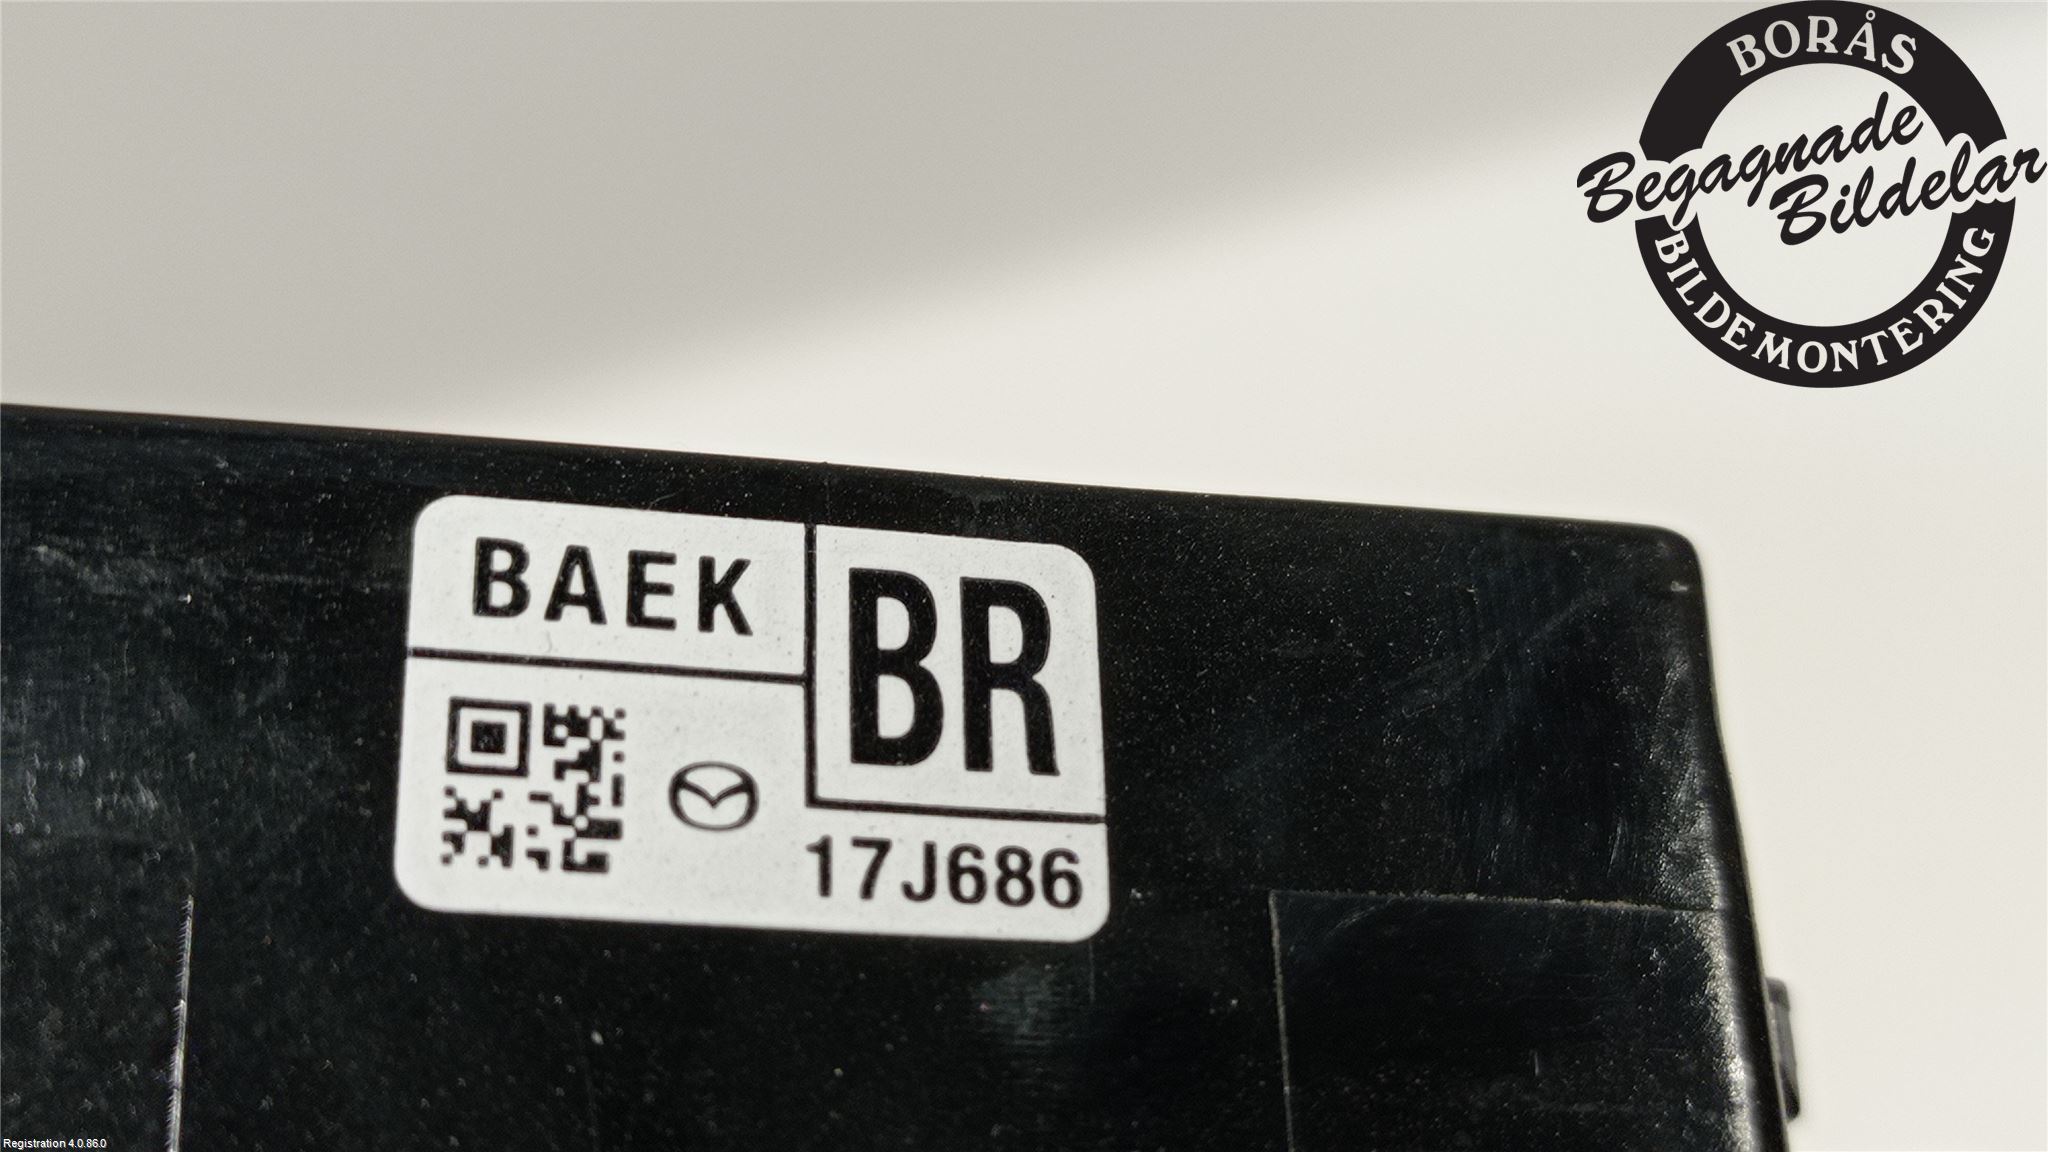 BORÅS
Begagnade
Bildelar
BILDEMONTERING
BAEK
BR
17J686
Registration 4.0.86.0